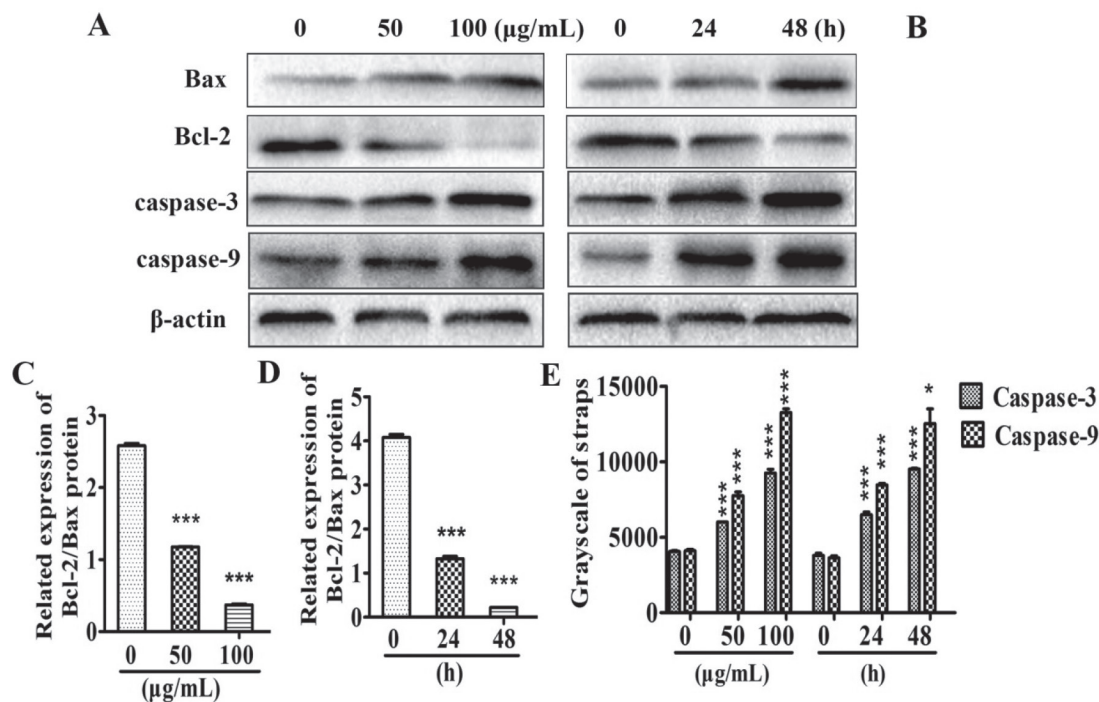 A
0 50 100 (μg/mL)
0 24 48 (h)
B
Bax
Bcl-2
caspase-3
caspase-9
β-actin
C
Related expression of
Bcl-2/Bax protein
3
2
1
0
***
***
0 50 100
(μg/mL)
D
Related expression of
Bcl-2/Bax protein
5
4
3
2
1
0
***
***
0 24 48
(h)
E
Grayscale of straps
15000
10000
5000
0
***
***
***
***
***
***
***
*
0 50 100
(μg/mL)
0 24 48
(h)
Caspase-3
Caspase-9